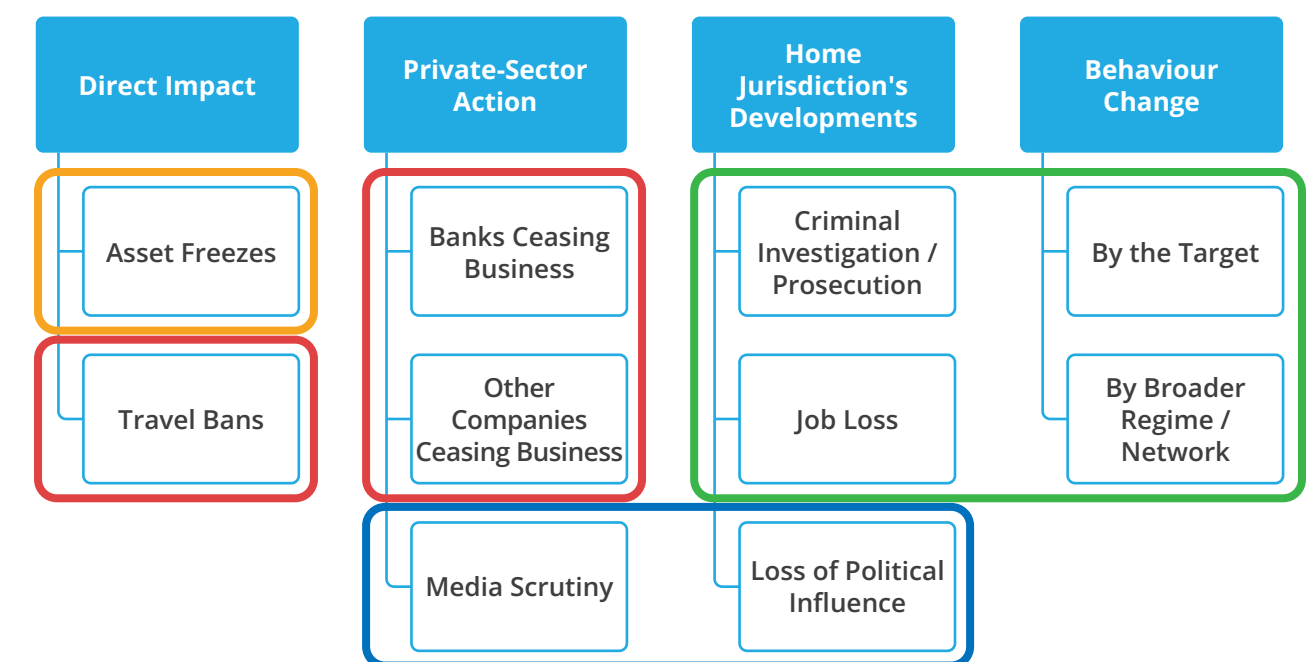 Direct Impact
Private-Sector
Action
Home
Jurisdiction's
Developments
Behaviour
Change
Asset Freezes
Banks Ceasing
Business
Criminal
Investigation /
Prosecution
By the Target
Travel Bans
Other
Companies
Ceasing Business
Job Loss
By Broader
Regime /
Network
Media Scrutiny
Loss of Political
Influence